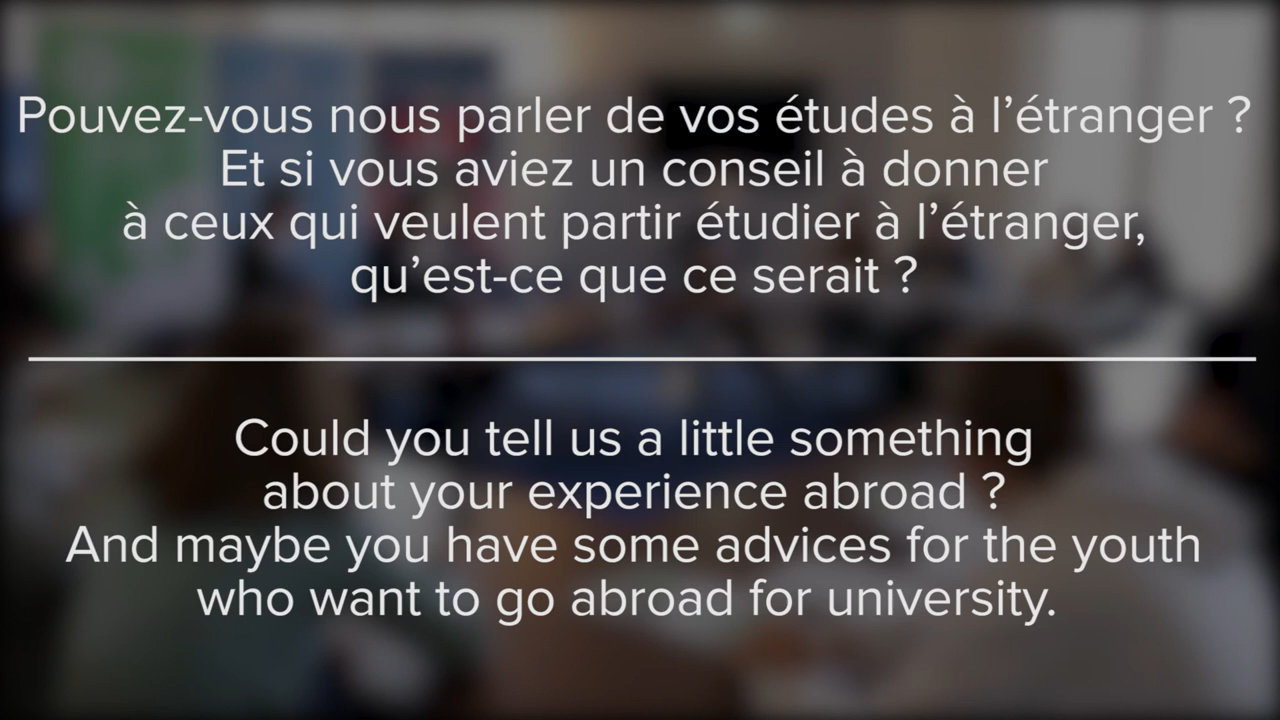 Pouvez-vous nous parler de vos études à l’étranger ?
Et si vous aviez un conseil à donner
à ceux qui veulent partir étudier à l’étranger,
qu’est-ce que ce serait ?
Could you tell us a little something
about your experience abroad ?
And maybe you have some advices for the youth
who want to go abroad for university.